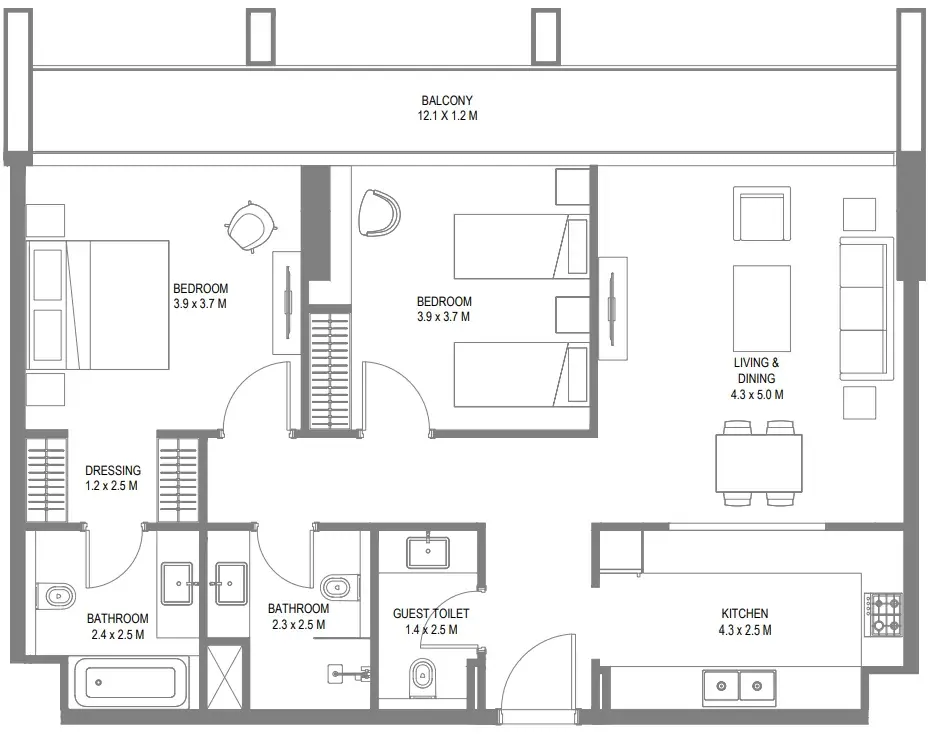 BALCONY
12.1 X 1.2 M
BEDROOM
3.9 x 3.7 M
BEDROOM
3.9 x 3.7 M
LIVING &
DINING
4.3 x 5.0 M
DRESSING
1.2 x 2.5 M
BATHROOM
2.4 x 2.5 M
BATHROOM
2.3 x 2.5 M
GUEST TOILET
1.4 x 2.5 M
KITCHEN
4.3 x 2.5 M